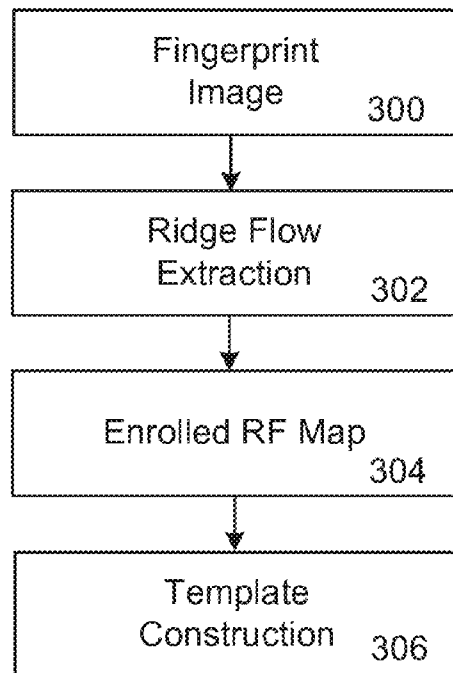 Fingerprint
Image
300
Ridge Flow
Extraction
302
Enrolled RF Map
304
Template
Construction
306